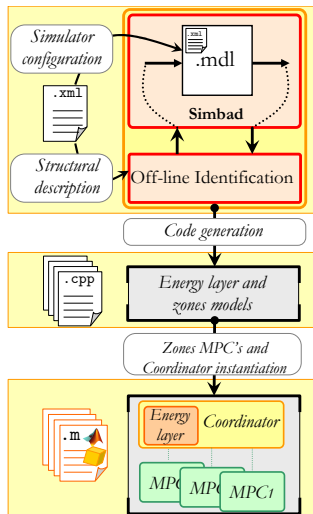 Simulator
configuration
.mdl
.xml
Simbad
Structural
description
Off-line Identification
Code generation
.cpp
Energy layer and
zones models
Zones MPC's and
Coordinator instantiation
.m
Energy
layer
Coordinator
MPC
MPC
MPC1